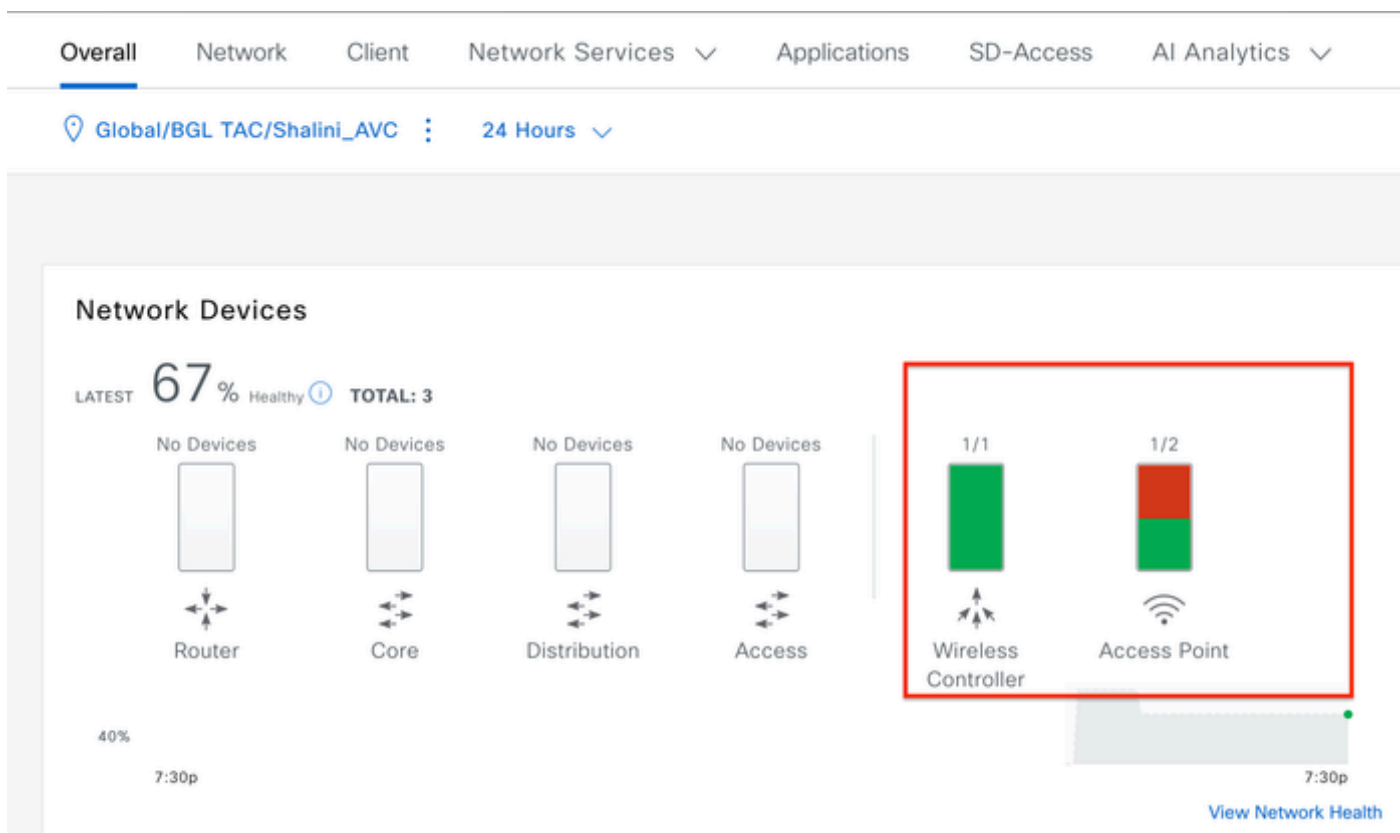 Overall Network Client Network Services Applications SD-Access AI Analytics
Global/BGL TAC/Shalini_AVC 24 Hours
Network Devices
LATEST 67% Healthy TOTAL: 3
No Devices No Devices No Devices No Devices 1/1 1/2
Router Core Distribution Access Wireless Controller Access Point
40%
7:30p 7:30p
View Network Health